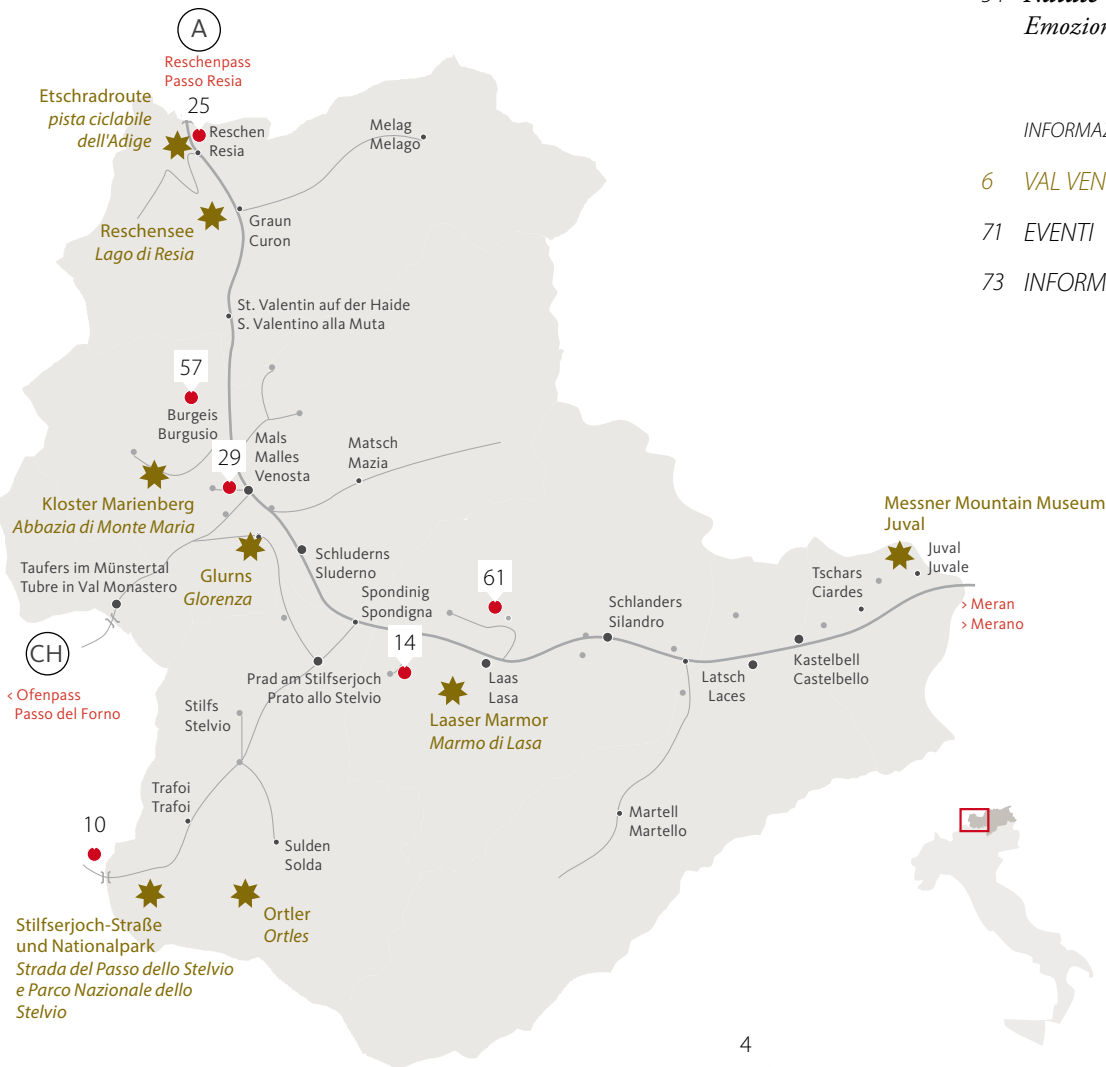 A
Reschenpass
Passo Resia
Etschradroute
pista ciclabile
dell'Adige
25
Reschen
Resia
Melag
Melago
Reschensee
Lago di Resia
Graun
Curon
St. Valentin auf der Haide
S. Valentino alla Muta
57
Burgeis
Burgusio
29
Mals
Malles
Venosta
Matsch
Mazia
Kloster Marienberg
Abbazia di Monte Maria
Taufers im Münstertal
Tubre in Val Monastero
Glurns
Glorenza
Schluderns
Sluderno
Spondinig
Spondigna
61
Schlanders
Silandro
Messner Mountain Museum
Juval
Juval
Juvale
Tschars
Ciardes
> Meran
> Merano
CH
< Ofenpass
Passo del Forno
14
Prad am Stilfserjoch
Prato allo Stelvio
Laas
Lasa
Latsch
Laces
Kastelbell
Castelbello
Stilfs
Stelvio
Laaser Marmor
Marmo di Lasa
Trafoi
Trafoi
10
Sulden
Solda
Martell
Martello
Stilfserjoch-Straße
und Nationalpark
Strada del Passo dello Stelvio
e Parco Nazionale dello
Stelvio
Ortler
Ortles
4
Emozion
INFORMAZ
6 VAL VEN
71 EVENTI
73 INFORM